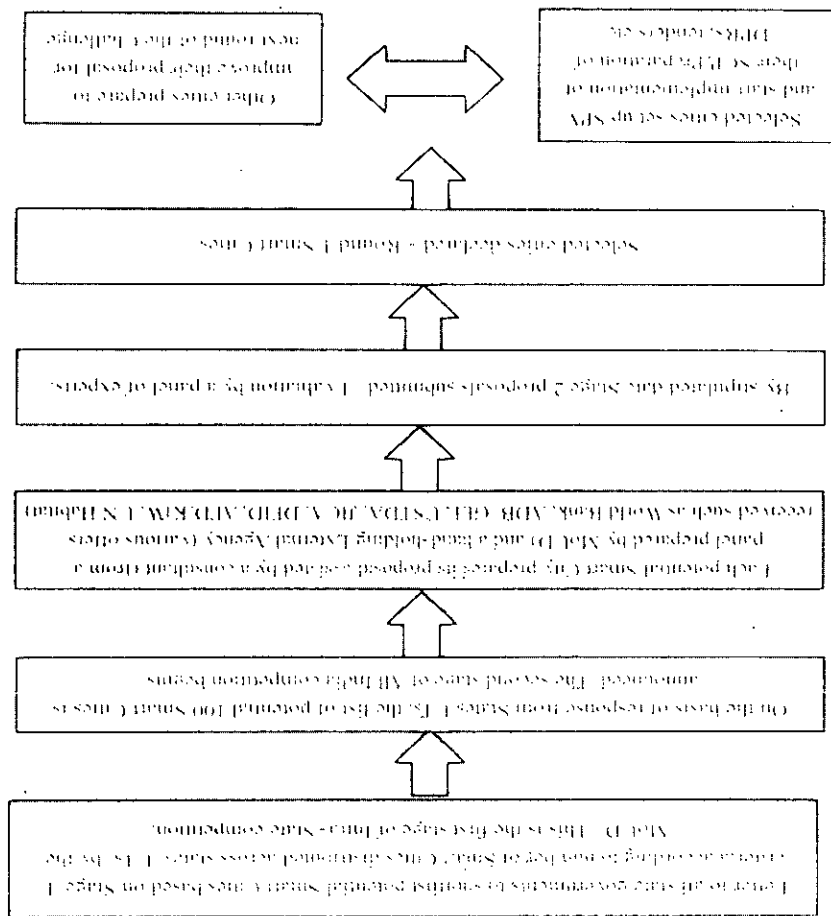 Letter to all state governments to shortlist potential Smart Cities based on Stage 1
criteria according to number of Smart Cities distributed across states / UTs, by the
MoUD. This is the first stage of Intra-State competition.
On the basis of response from States / UTs, the list of potential 100 Smart Cities is
announced. The second stage of All India competition begins
Each potential Smart City prepares its proposal assisted by a consultant (from a
panel prepared by MoUD) and a hand-holding External Agency (various offers
received such as World Bank, ADB, GEF, USTDA, JICA, DFID, AFD, KfW, UN Habitat)
By stipulated date Stage 2 proposals submitted. Evaluation by a panel of experts.
Selected cities declared - Round 1 Smart Cities
Selected cities set up SPV
and start implementation of
their SCP. Preparation of
DPRs, tenders etc
Other cities prepare to
improve their proposal for
next round of the Challenge